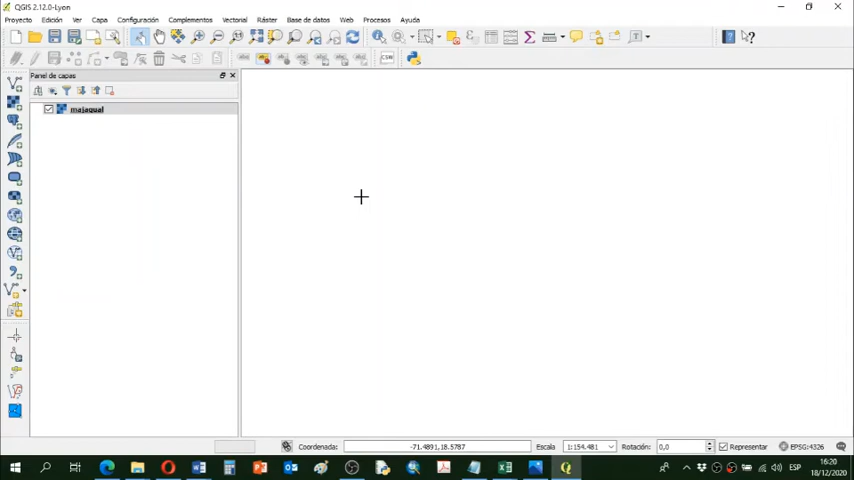 QGIS 2.12.0-Lyon
Proyecto Edición Ver Capa Configuración Complementos Vectorial Ráster Base de datos Web Procesos Ayuda
CSW
Panel de capas
majagual
Coordenada: -71.4891,18.5787 Escala 1:154.481 Rotación: 0,0 Representar EPSG:4326
ESP
16:20
18/12/2020